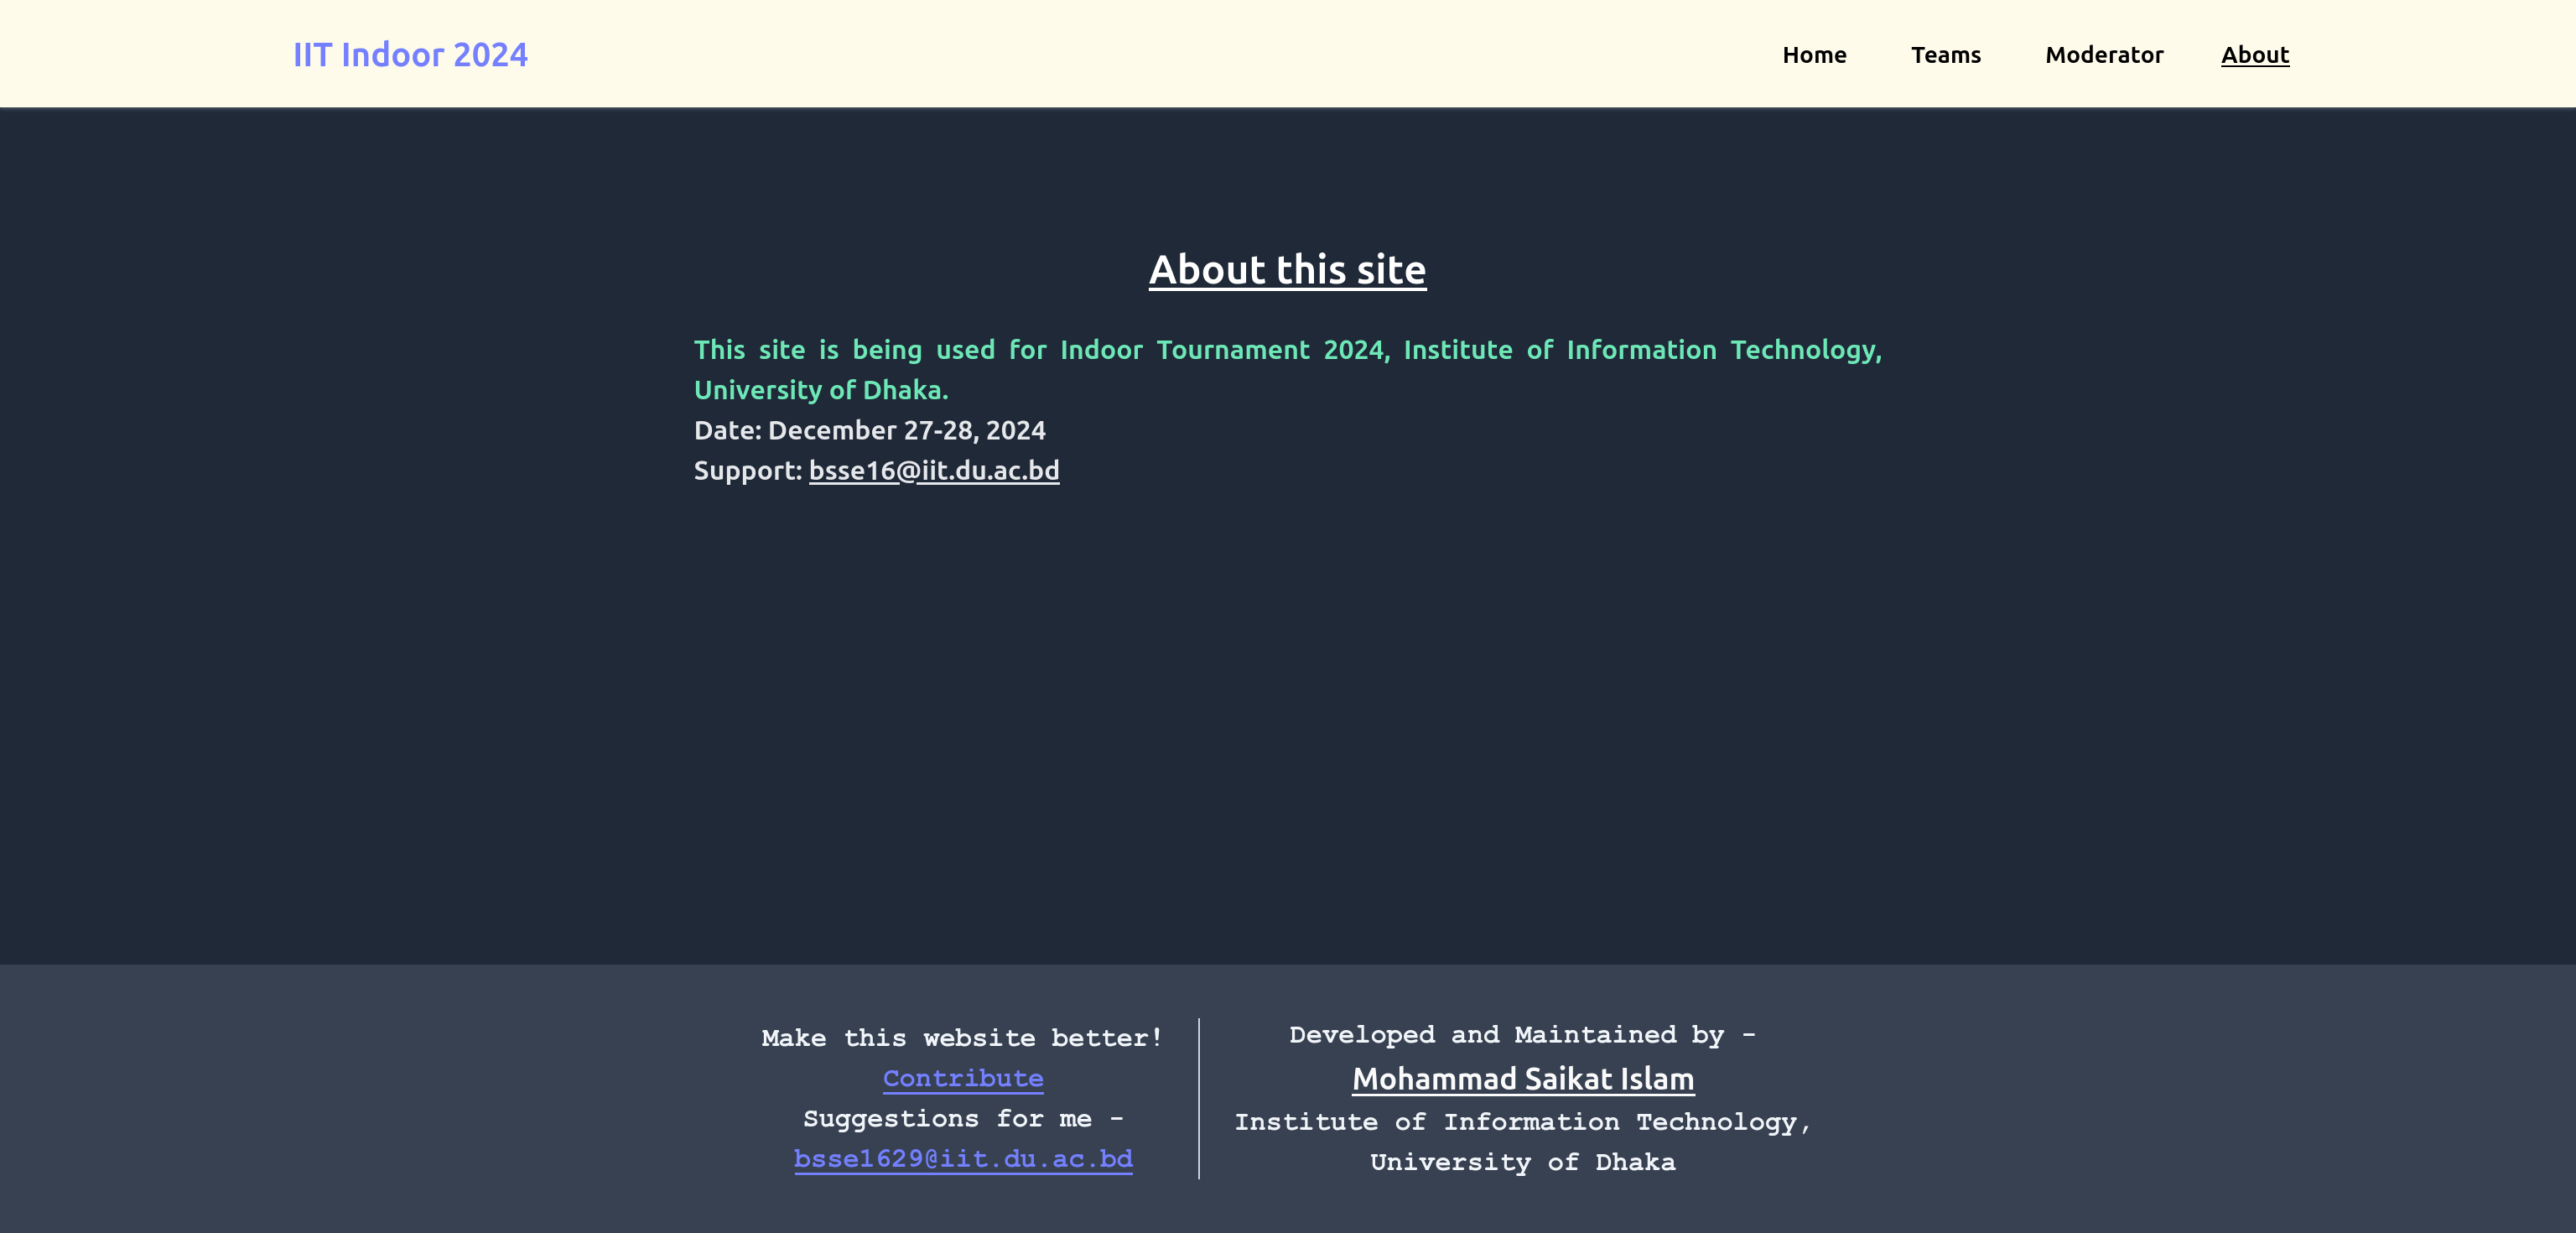 IIT Indoor 2024
Home Teams Moderator About
About this site
This site is being used for Indoor Tournament 2024, Institute of Information Technology,
University of Dhaka.
Date: December 27-28, 2024
Support: bsse16@iit.du.ac.bd
Make this website better!
Contribute
Suggestions for me -
bsse1629@iit.du.ac.bd
Developed and Maintained by -
Mohammad Saikat Islam
Institute of Information Technology,
University of Dhaka